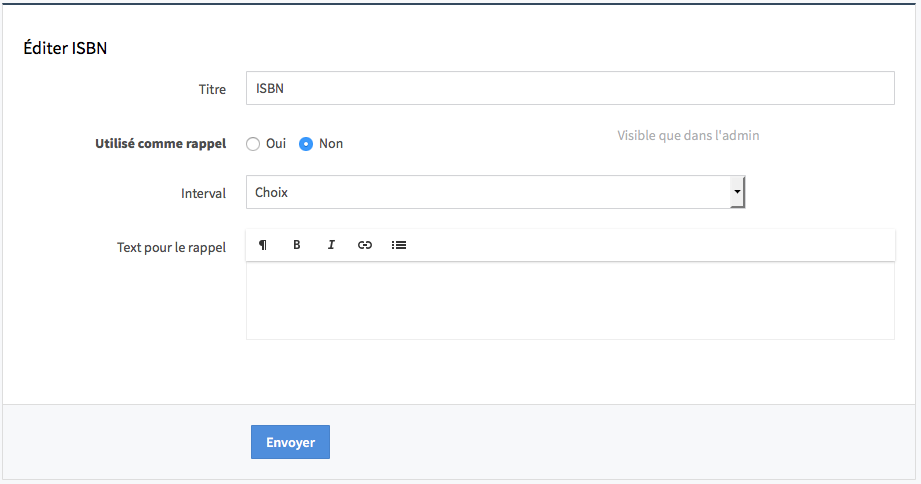 Éditer ISBN
Titre
ISBN
Utilisé comme rappel
Oui
Non
Visible que dans l'admin
Interval
Choix
Text pour le rappel
¶ B I
Envoyer